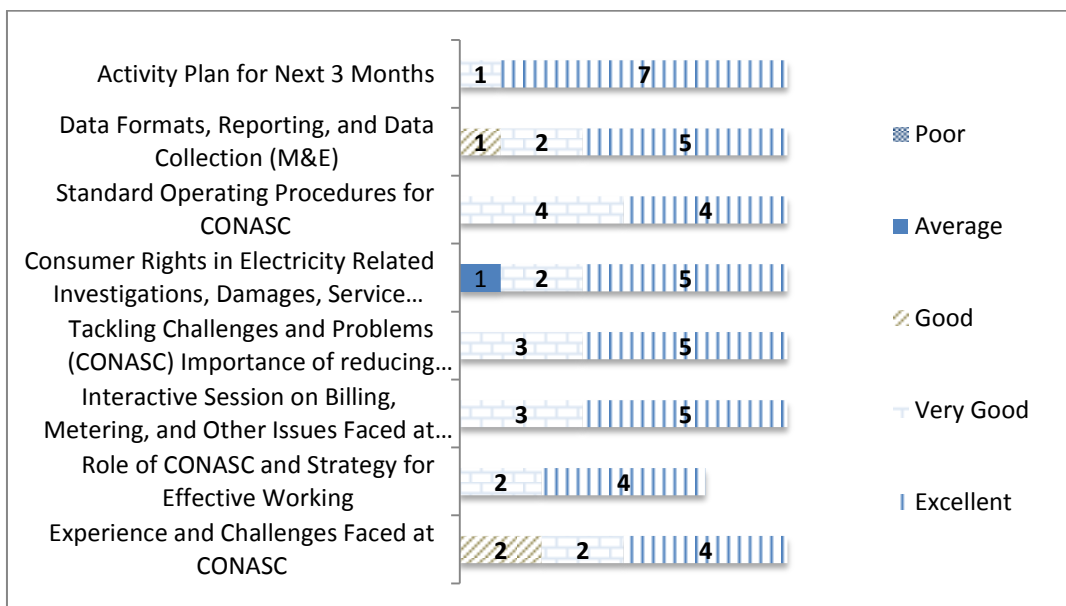 Activity Plan for Next 3 Months
1 7
Data Formats, Reporting, and Data
Collection (M&E)
1 2 5
Standard Operating Procedures for
CONASC
4 4
Consumer Rights in Electricity Related
Investigations, Damages, Service…
1 2 5
Tackling Challenges and Problems
(CONASC) Importance of reducing…
3 5
Interactive Session on Billing,
Metering, and Other Issues Faced at…
3 5
Role of CONASC and Strategy for
Effective Working
2 4
Experience and Challenges Faced at
CONASC
2 2 4
Poor
Average
Good
Very Good
Excellent